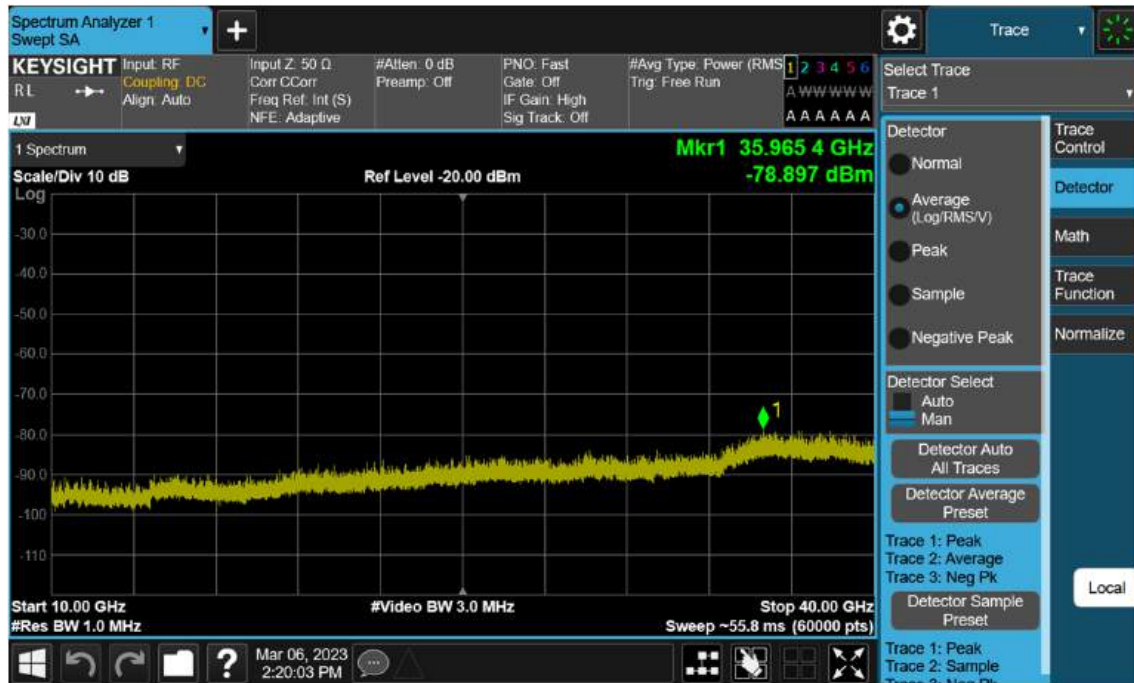 Spectrum Analyzer 1
Swept SA
+
Trace
KEYSIGHT
RL
LXI
Input: RF
Coupling: DC
Align: Auto
Input Z: 50 Ω
Corr CCorr
Freq Ref: Int (S)
NFE: Adaptive
#Atten: 0 dB
Preamp: Off
PNO: Fast
Gate: Off
IF Gain: High
Sig Track: Off
#Avg Type: Power (RMS
Trig: Free Run
1 2 3 4 5 6
A W W W W W
A A A A A A
Select Trace
Trace 1
1 Spectrum
Mkr1 35.965 4 GHz
-78.897 dBm
Scale/Div 10 dB
Ref Level -20.00 dBm
Log
-30.0
-40.0
-50.0
-60.0
-70.0
-80.0
-90.0
-100
-110
1
Start 10.00 GHz
#Video BW 3.0 MHz
Stop 40.00 GHz
#Res BW 1.0 MHz
Sweep ~55.8 ms (60000 pts)
Detector
Normal
Average
(Log/RMS/V)
Peak
Sample
Negative Peak
Detector Select
Auto
Man
Detector Auto
All Traces
Detector Average
Preset
Trace 1: Peak
Trace 2: Average
Trace 3: Neg Pk
Detector Sample
Preset
Trace 1: Peak
Trace 2: Sample
Trace 3: Neg Pk
Trace
Control
Detector
Math
Trace
Function
Normalize
Local
?
Mar 06, 2023
2:20:03 PM